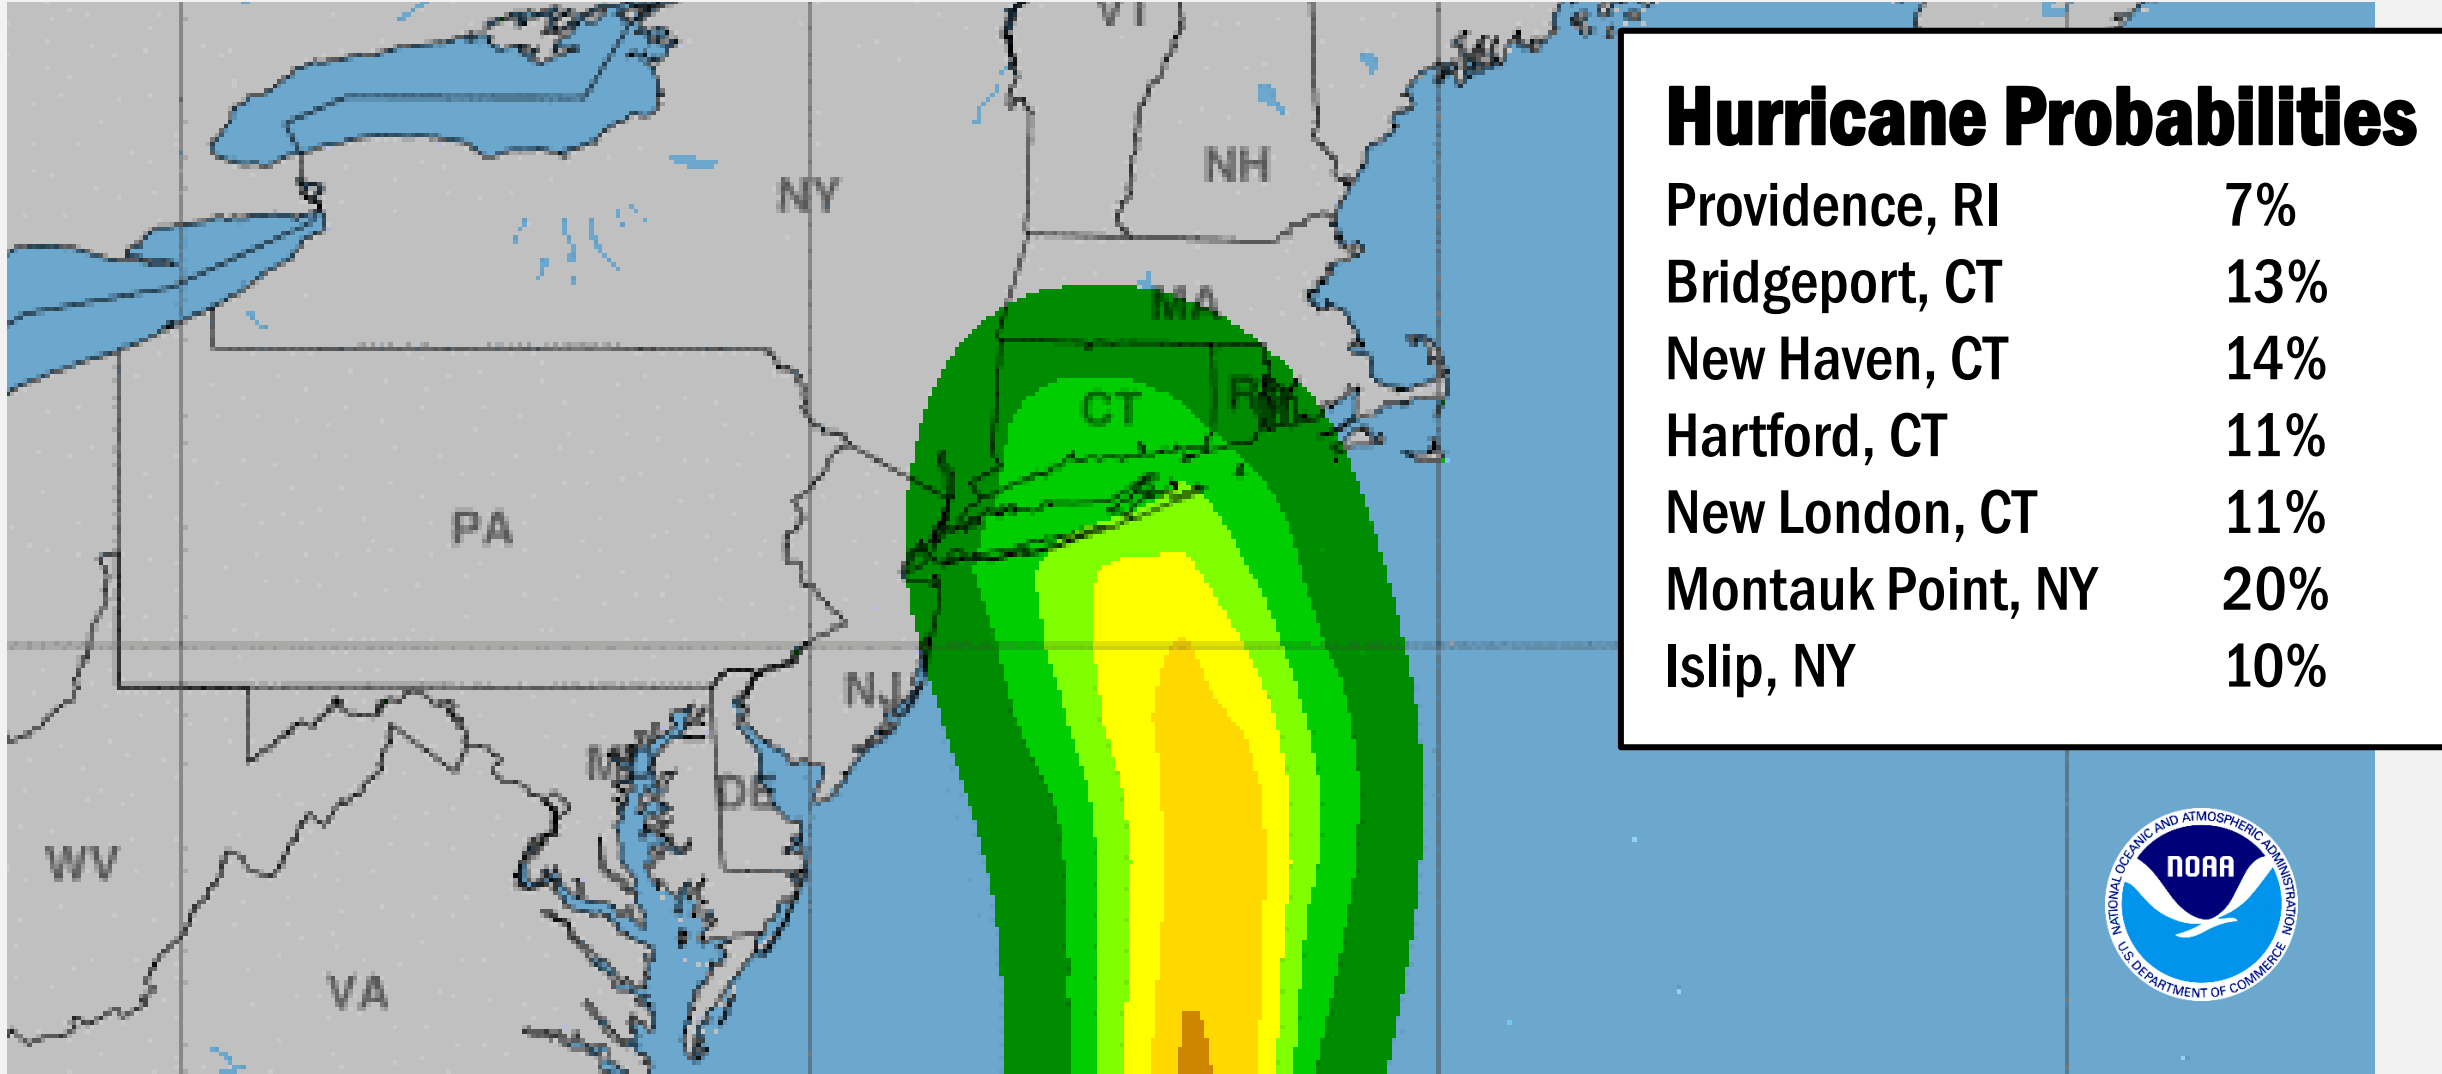 VT
NH
NY
MA
CT
PA
NJ
DE
WV
VA
Hurricane Probabilities
Providence, RI 7%
Bridgeport, CT 13%
New Haven, CT 14%
Hartford, CT 11%
New London, CT 11%
Montauk Point, NY 20%
Islip, NY 10%
NATIONAL OCEANIC AND ATMOSPHERIC ADMINISTRATION
NOAA
U.S. DEPARTMENT OF COMMERCE